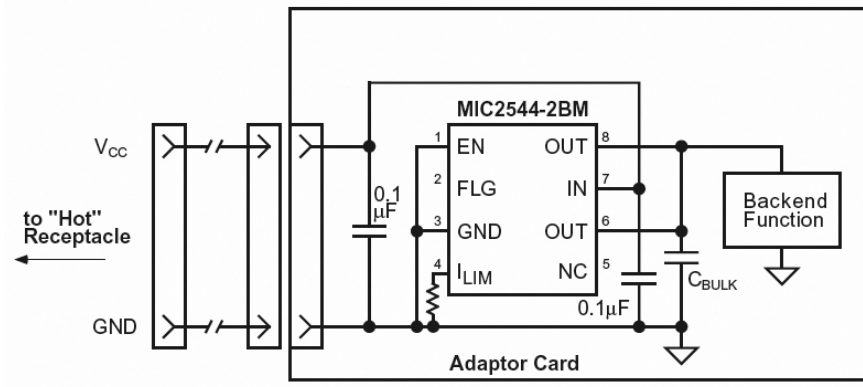 MIC2544-2BM
VCC
1 EN OUT 8
0.1
µF
2 FLG IN 7
to "Hot"
Receptacle
3 GND OUT 6
Backend
Function
4 ILIM NC 5
CBULK
0.1µF
GND
Adaptor Card